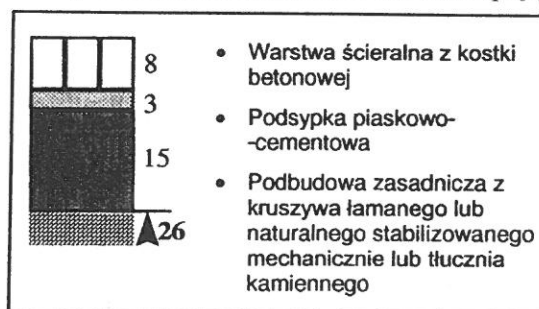 8
3
15
26
• Warstwa ścieralna z kostki
betonowej
• Podsypka piaskowo-
-cementowa
• Podbudowa zasadnicza z
kruszywa łamanego lub
naturalnego stabilizowanego
mechanicznie lub tłucznia
kamiennego